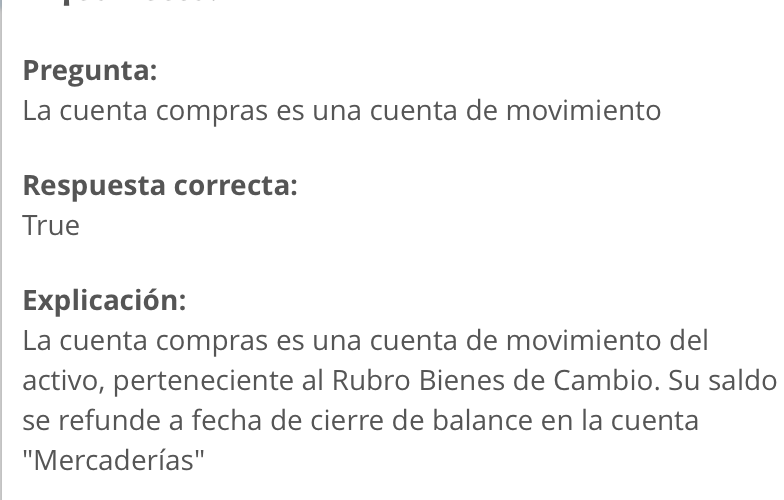 Pregunta:
La cuenta compras es una cuenta de movimiento
Respuesta correcta:
True
Explicación:
La cuenta compras es una cuenta de movimiento del
activo, perteneciente al Rubro Bienes de Cambio. Su saldo
se refunde a fecha de cierre de balance en la cuenta
"Mercaderías"